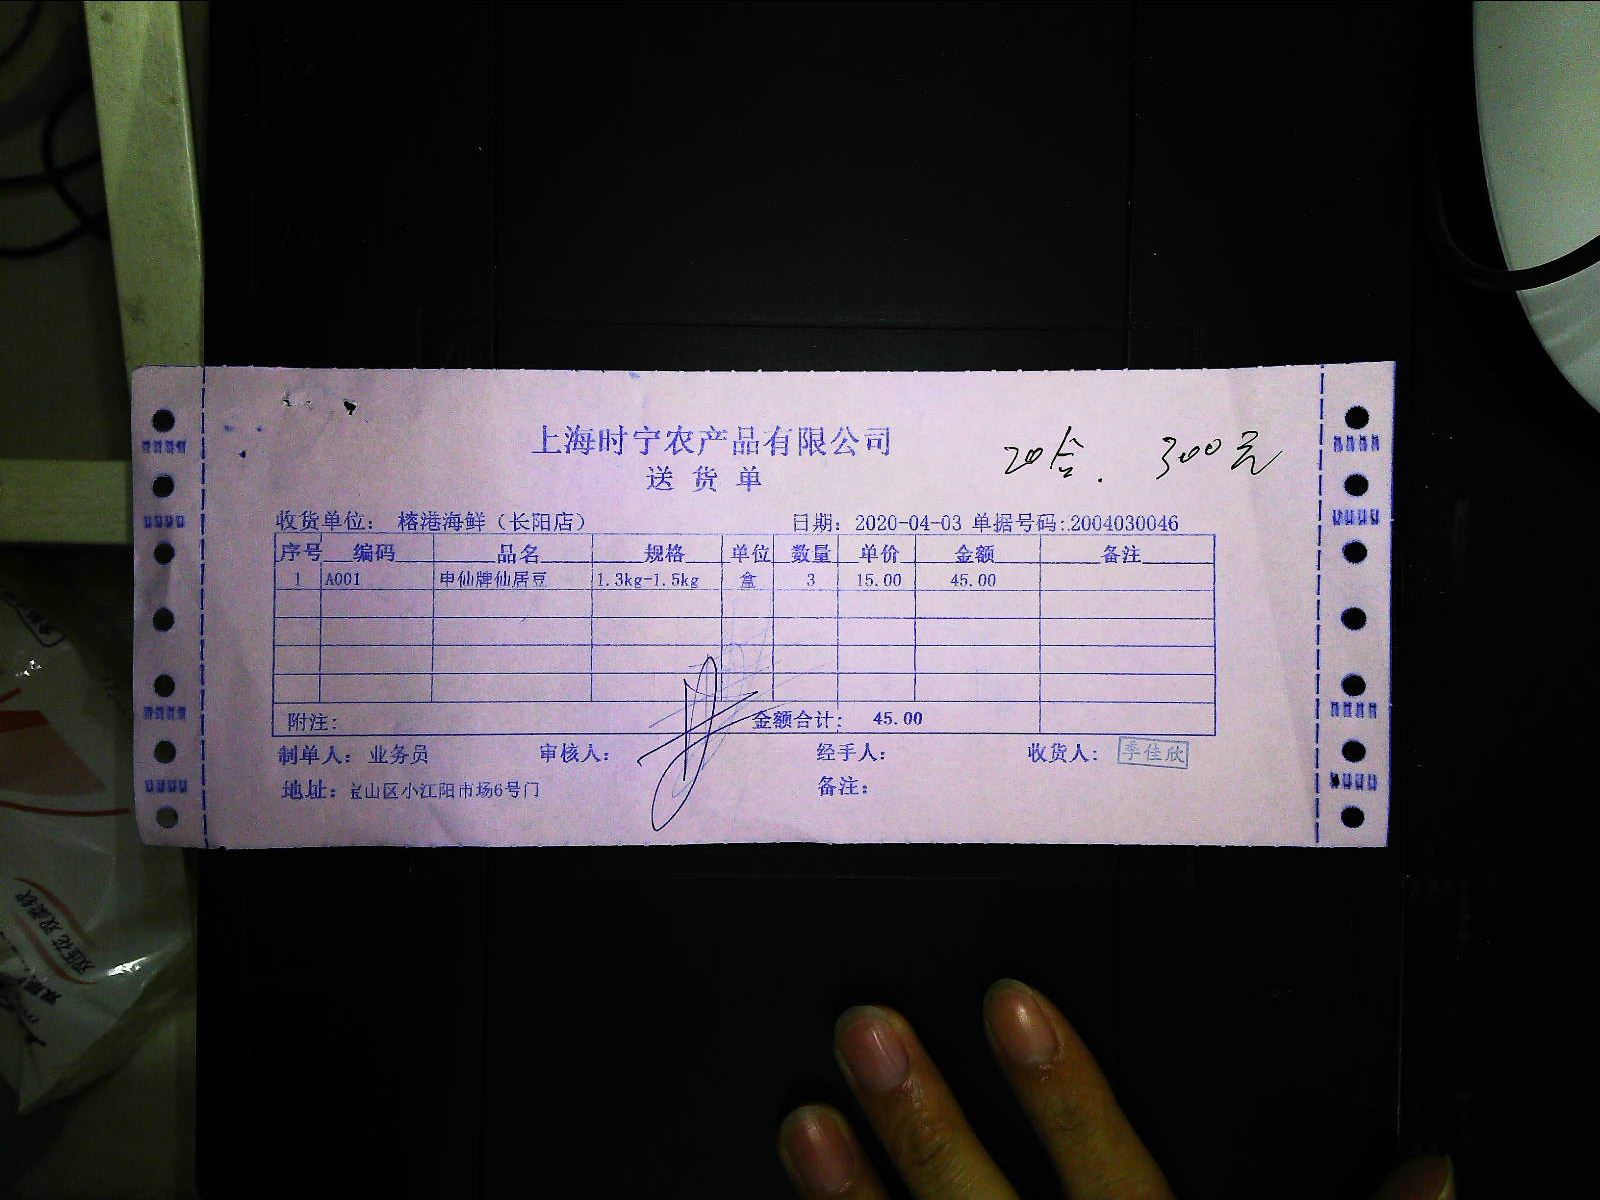 上海时宁农产品有限公司
送货单
20合. 300元
收货单位: 榕港海鲜（长阳店） 日期: 2020-04-03 单据号码:.2004030046
序号 编码 品名 规格 单位 数量 单价 金额 备注
1 A001 申仙牌仙居豆 1.3kg-1.5kg 盒 3 15.00 45.00
附注: 金额合计: 45.00
制单人: 业务员 审核人: 经手人: 收货人: 季佳欣
地址: 宝山区小江阳市场6号门 备注: